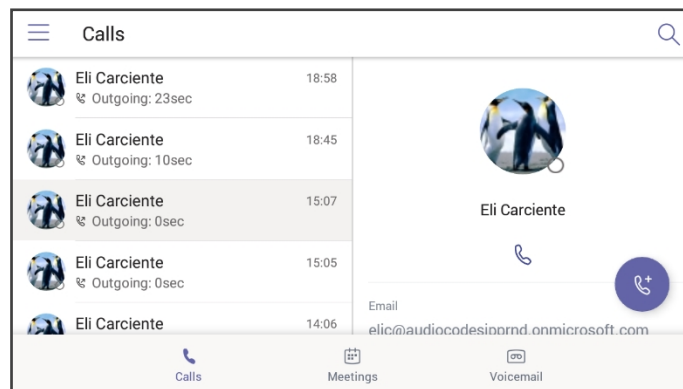 Calls
Eli Carciente
18:58
Outgoing: 23sec
Eli Carciente
18:45
Outgoing: 10sec
Eli Carciente
15:07
Outgoing: 0sec
Eli Carciente
15:05
Outgoing: 0sec
Eli Carciente
14:06
Eli Carciente
Email
elic@audiocodesipprnd.onmicrosoft.com
Calls
Meetings
Voicemail